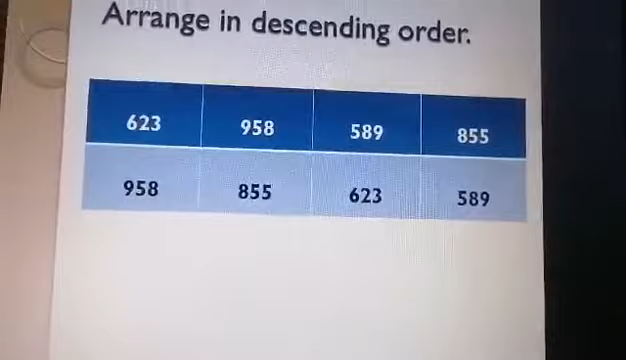 Arrange in descending order.
623 958 589 855
958 855 623 589